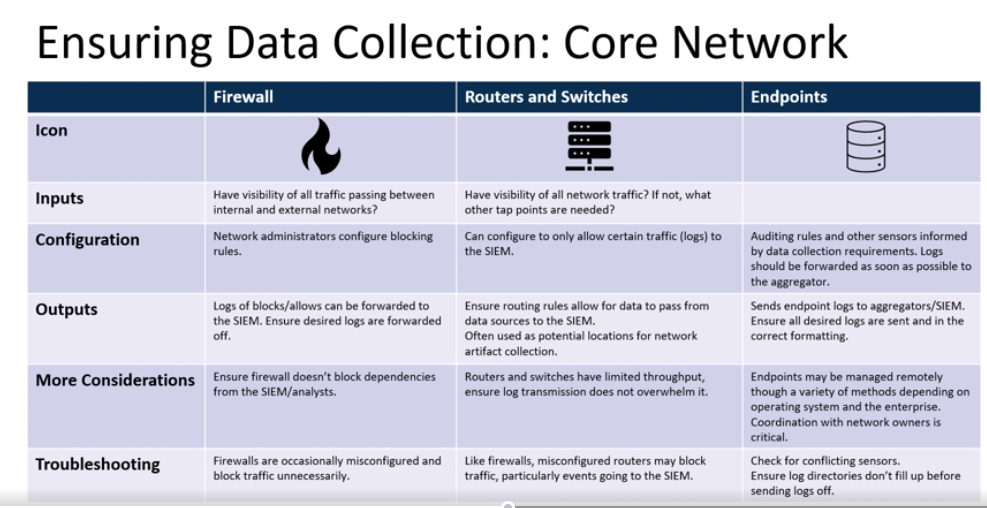 Ensuring Data Collection: Core Network
Firewall
Routers and Switches
Endpoints
Icon
Inputs
Have visibility of all traffic passing between
internal and external networks?
Have visibility of all network traffic? If not, what
other tap points are needed?
Configuration
Network administrators configure blocking
rules.
Can configure to only allow certain traffic (logs) to
the SIEM.
Auditing rules and other sensors informed
by data collection requirements. Logs
should be forwarded as soon as possible to
the aggregator.
Outputs
Logs of blocks/allows can be forwarded to
the SIEM. Ensure desired logs are forwarded
off.
Ensure routing rules allow for data to pass from
data sources to the SIEM.
Often used as potential locations for network
artifact collection.
Sends endpoint logs to aggregators/SIEM.
Ensure all desired logs are sent and in the
correct formatting.
More Considerations
Ensure firewall doesn't block dependencies
from the SIEM/analysts.
Routers and switches have limited throughput,
ensure log transmission does not overwhelm it.
Endpoints may be managed remotely
though a variety of methods depending on
operating system and the enterprise.
Coordination with network owners is
critical.
Troubleshooting
Firewalls are occasionally misconfigured and
block traffic unnecessarily.
Like firewalls, misconfigured routers may block
traffic, particularly events going to the SIEM.
Check for conflicting sensors.
Ensure log directories don't fill up before
sending logs off.